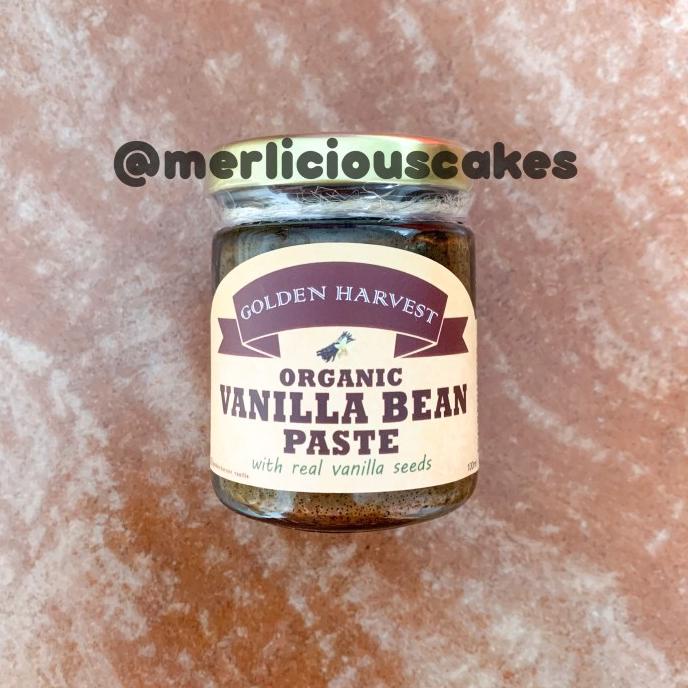 @merliciouscakes
GOLDEN HARVEST
ORGANIC
VANILLA BEAN
PASTE
with real vanilla seeds